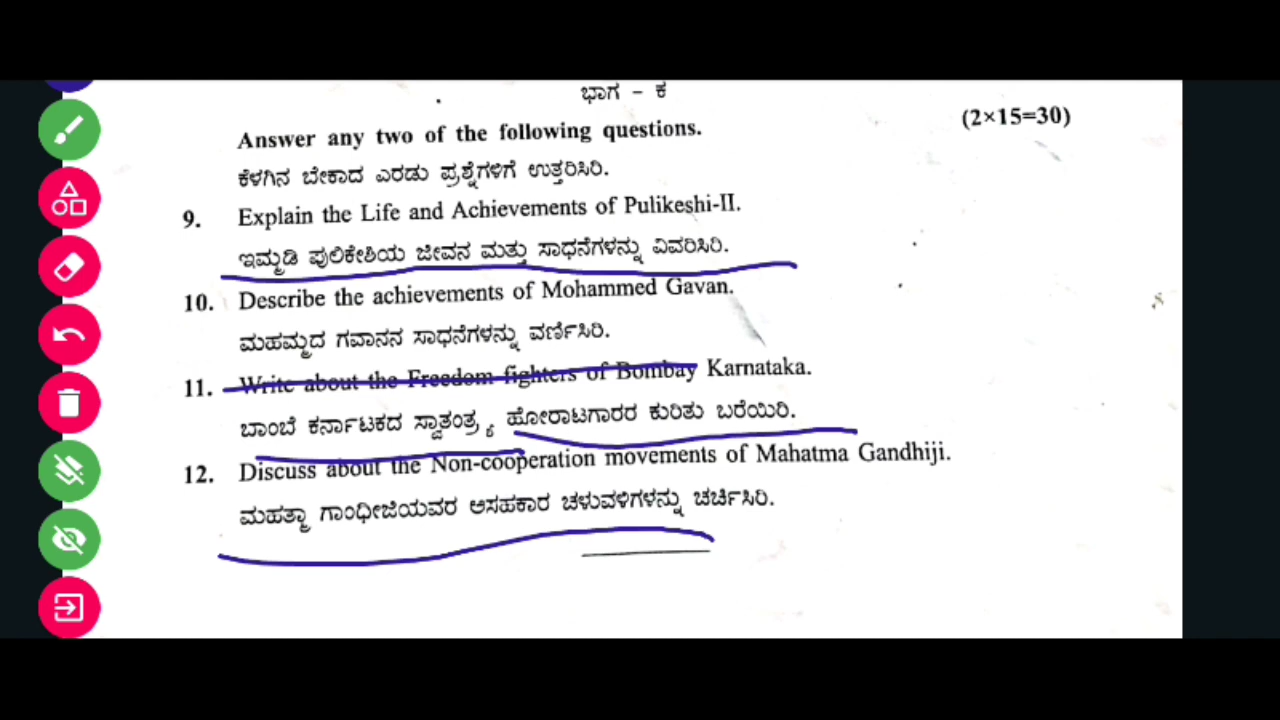 ಭಾಗ – ಕ
Answer any two of the following questions. (2×15=30)
ಕೆಳಗಿನ ಬೇಕಾದ ಎರಡು ಪ್ರಶ್ನೆಗಳಿಗೆ ಉತ್ತರಿಸಿರಿ.
9. Explain the Life and Achievements of Pulikeshi-II.
ಇಮ್ಮಡಿ ಪುಲಿಕೇಶಿಯ ಜೀವನ ಮತ್ತು ಸಾಧನೆಗಳನ್ನು ವಿವರಿಸಿರಿ.
10. Describe the achievements of Mohammed Gavan.
ಮಹಮ್ಮದ ಗವಾನನ ಸಾಧನೆಗಳನ್ನು ವರ್ಣಿಸಿರಿ.
11. Write about the Freedom fighters of Bombay Karnataka.
ಬಾಂಬೆ ಕರ್ನಾಟಕದ ಸ್ವಾತಂತ್ರ್ಯ ಹೋರಾಟಗಾರರ ಕುರಿತು ಬರೆಯಿರಿ.
12. Discuss about the Non-cooperation movements of Mahatma Gandhiji.
ಮಹತ್ಮಾ ಗಾಂಧೀಜಿಯವರ ಅಸಹಕಾರ ಚಳುವಳಿಗಳನ್ನು ಚರ್ಚಿಸಿರಿ.